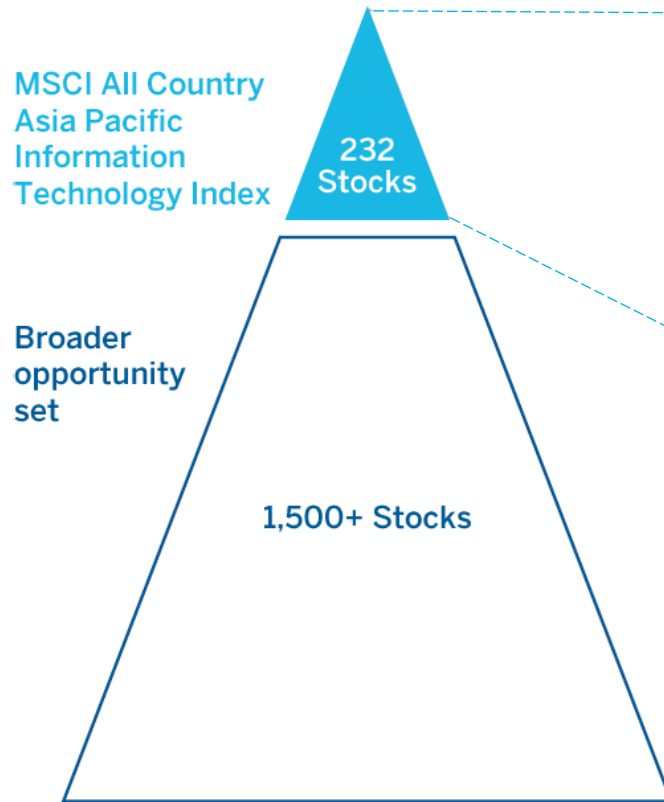 MSCI All Country
Asia Pacific
Information
Technology Index
232
Stocks
Broader
opportunity
set
1,500+ Stocks